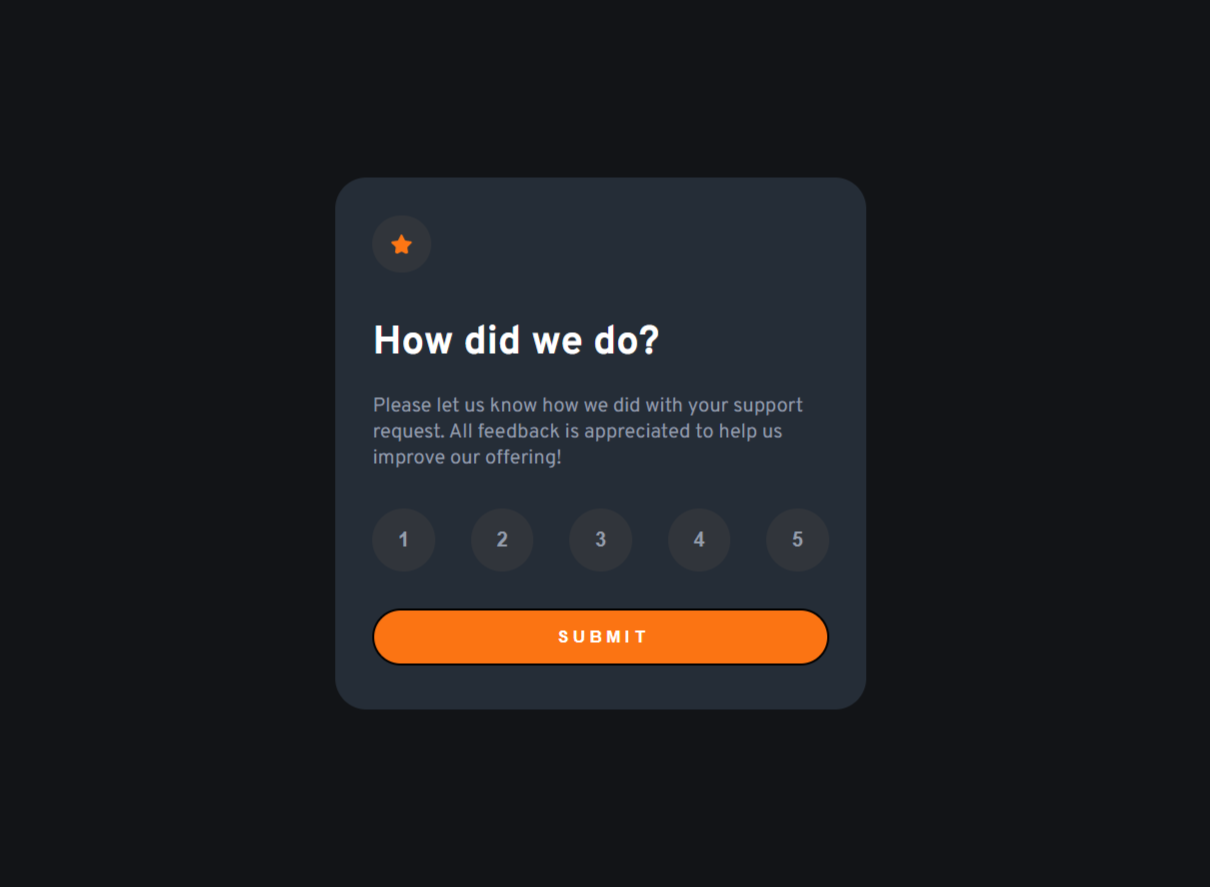 How did we do?
Please let us know how we did with your support
request. All feedback is appreciated to help us
improve our offering!
1 2 3 4 5
SUBMIT